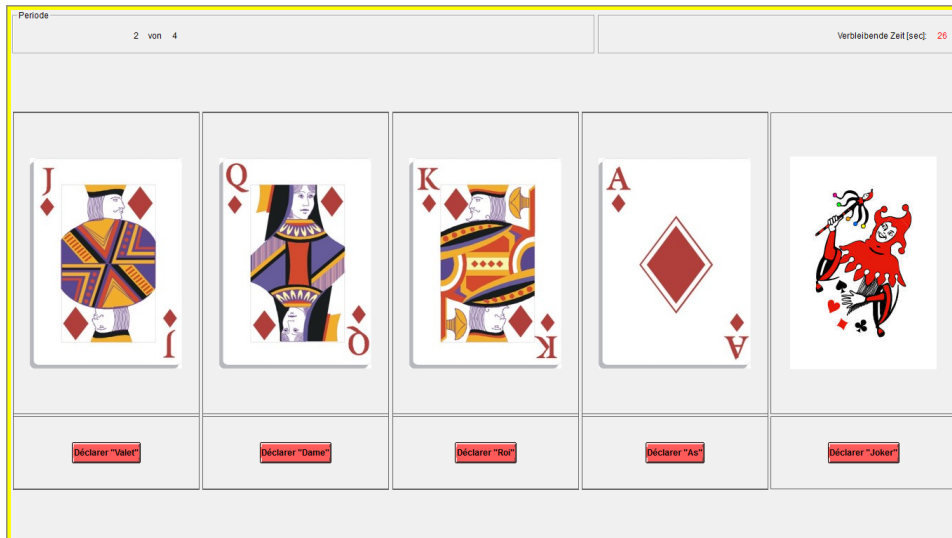 Periode
2 von 4
Verbleibende Zeit [sec]: 26
J
J
Q
Q
K
K
A
A
Déclarer "Valet"
Déclarer "Dame"
Déclarer "Roi"
Déclarer "As"
Déclarer "Joker"